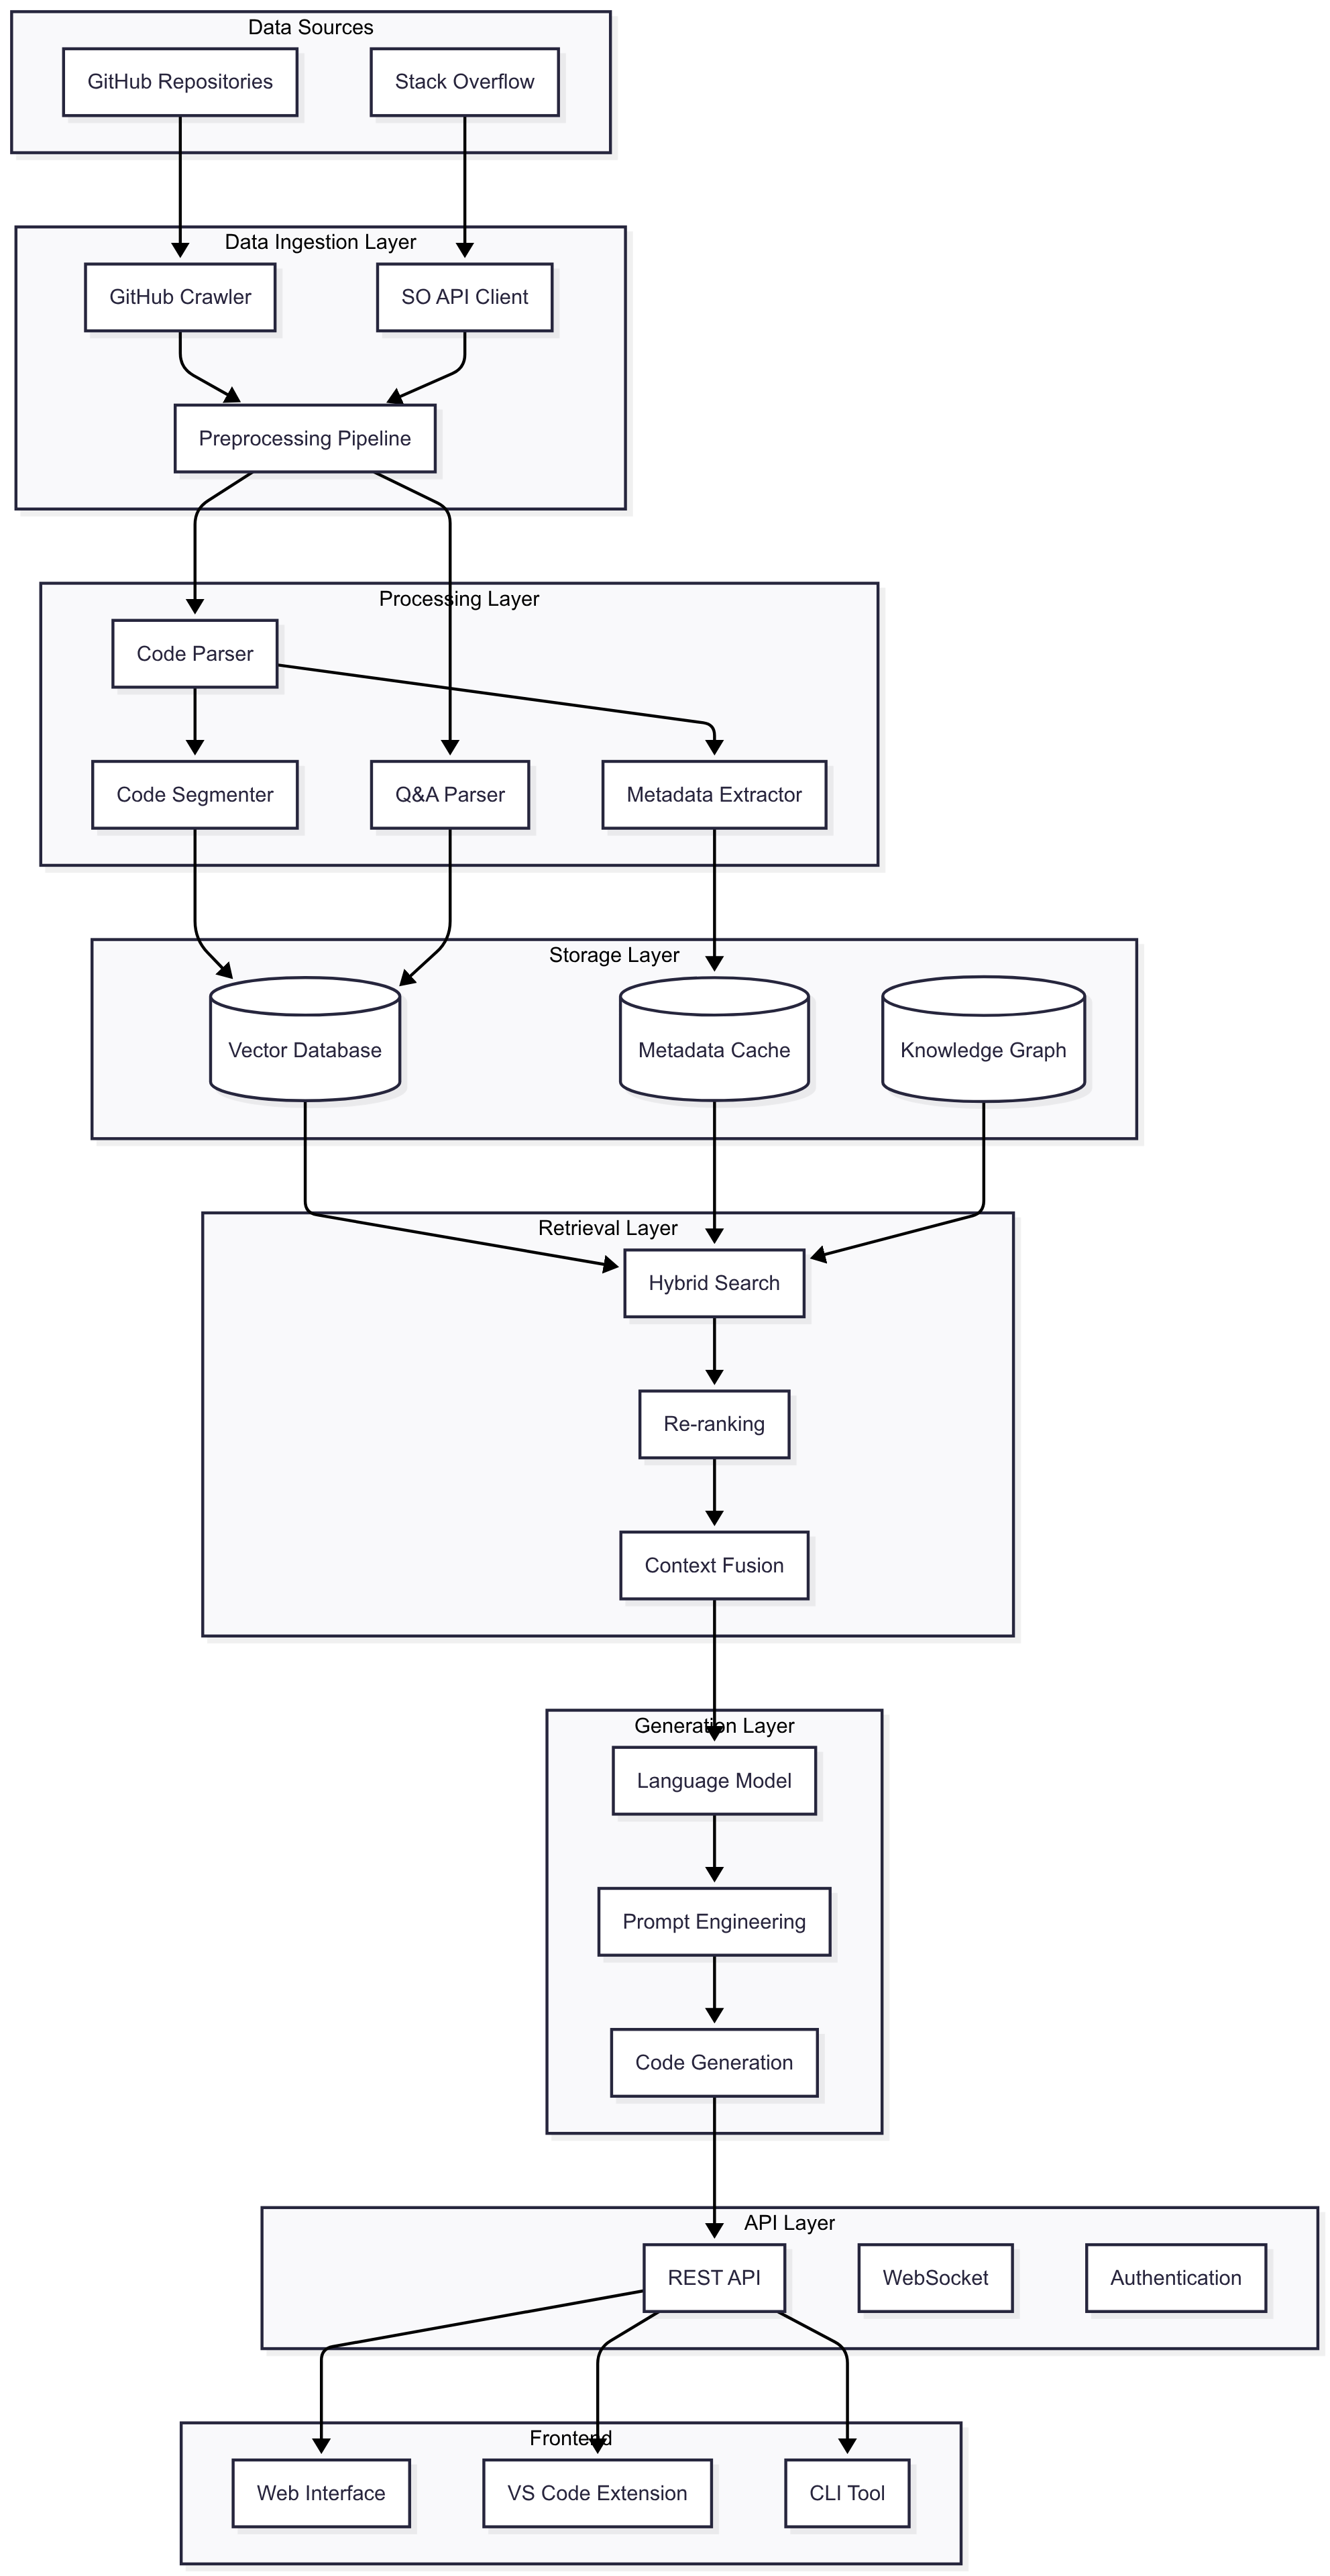 Data Sources
GitHub Repositories
Stack Overflow
Data Ingestion Layer
GitHub Crawler
SO API Client
Preprocessing Pipeline
Processing Layer
Code Parser
Code Segmenter
Q&A Parser
Metadata Extractor
Storage Layer
Vector Database
Metadata Cache
Knowledge Graph
Retrieval Layer
Hybrid Search
Re-ranking
Context Fusion
Generation Layer
Language Model
Prompt Engineering
Code Generation
API Layer
REST API
WebSocket
Authentication
Frontend
Web Interface
VS Code Extension
CLI Tool